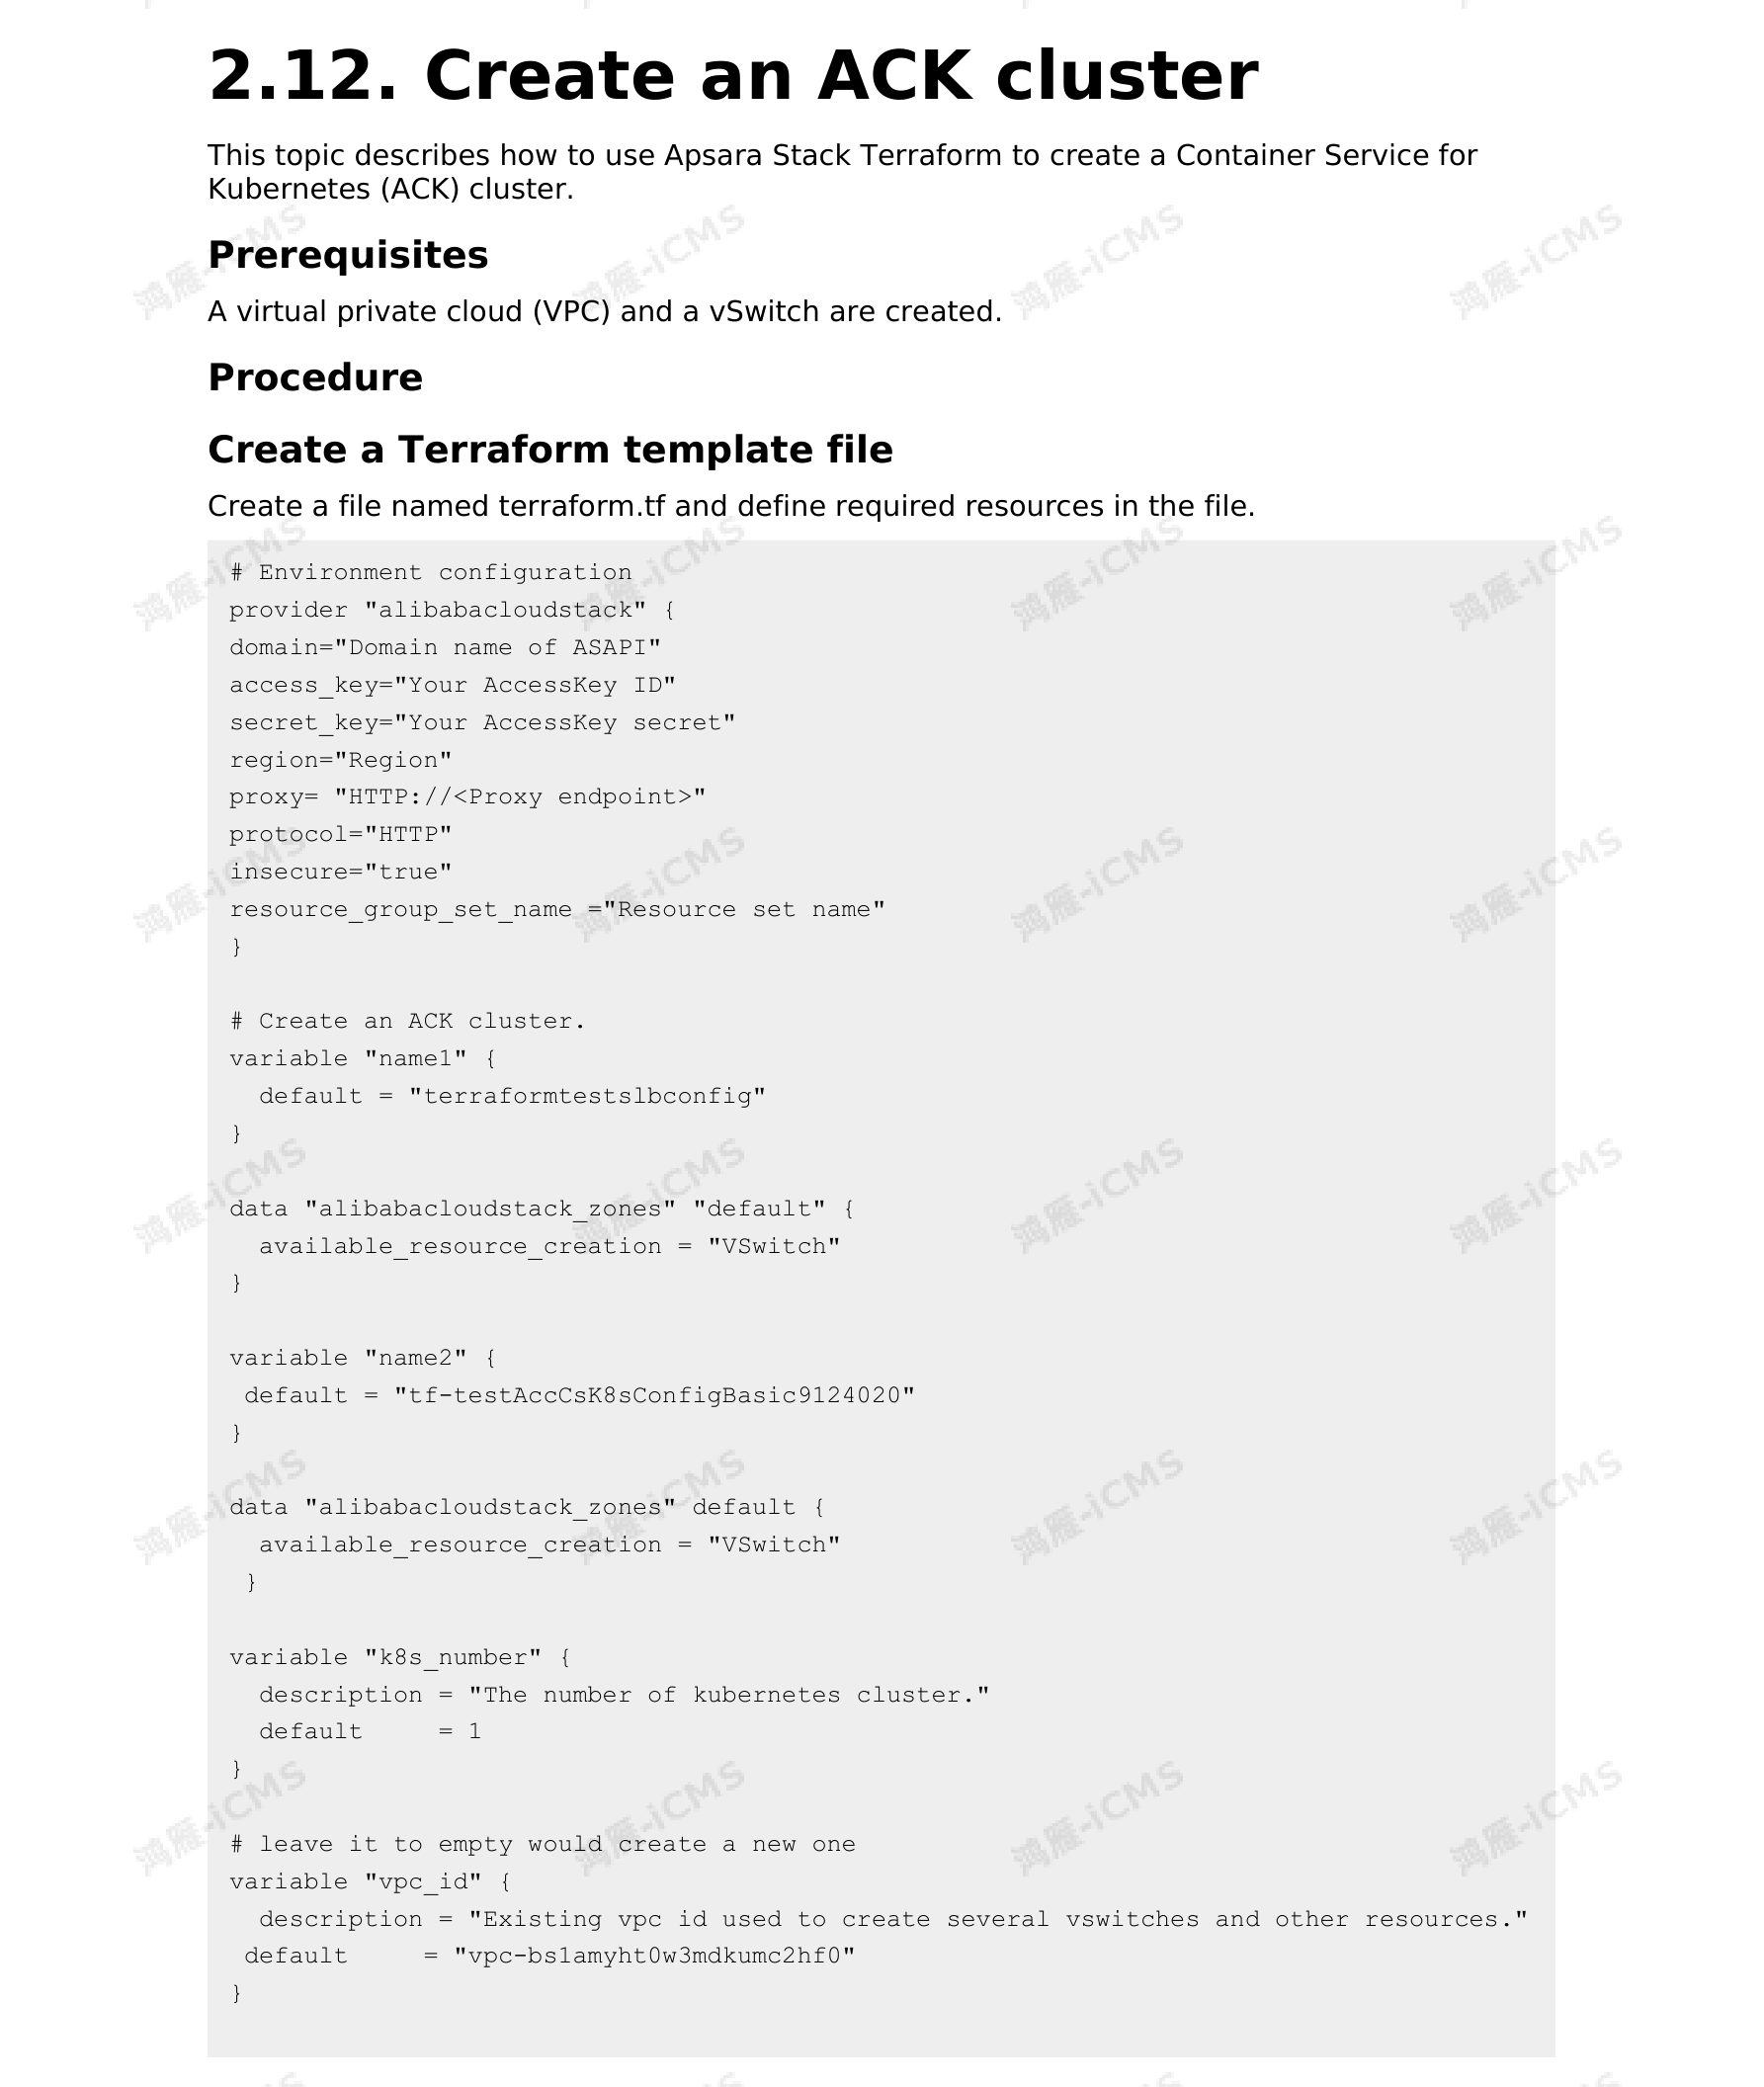 2.12. Create an ACK cluster
This topic describes how to use Apsara Stack Terraform to create a Container Service for
Kubernetes (ACK) cluster.
Prerequisites
A virtual private cloud (VPC) and a vSwitch are created.
Procedure
Create a Terraform template file
Create a file named terraform.tf and define required resources in the file.
# Environment configuration
provider "alibabacloudstack" {
domain="Domain name of ASAPI"
access_key="Your AccessKey ID"
secret_key="Your AccessKey secret"
region="Region"
proxy= "HTTP://<Proxy endpoint>"
protocol="HTTP"
insecure="true"
resource_group_set_name ="Resource set name"
}

# Create an ACK cluster.
variable "name1" {
  default = "terraformtestslbconfig"
}

data "alibabacloudstack_zones" "default" {
  available_resource_creation = "VSwitch"
}

variable "name2" {
 default = "tf-testAccCsK8sConfigBasic9124020"
}

data "alibabacloudstack_zones" default {
  available_resource_creation = "VSwitch"
 }

variable "k8s_number" {
  description = "The number of kubernetes cluster."
  default     = 1
}

# leave it to empty would create a new one
variable "vpc_id" {
  description = "Existing vpc id used to create several vswitches and other resources."
 default     = "vpc-bs1amyht0w3mdkumc2hf0"
}
鸿雁-iCMS